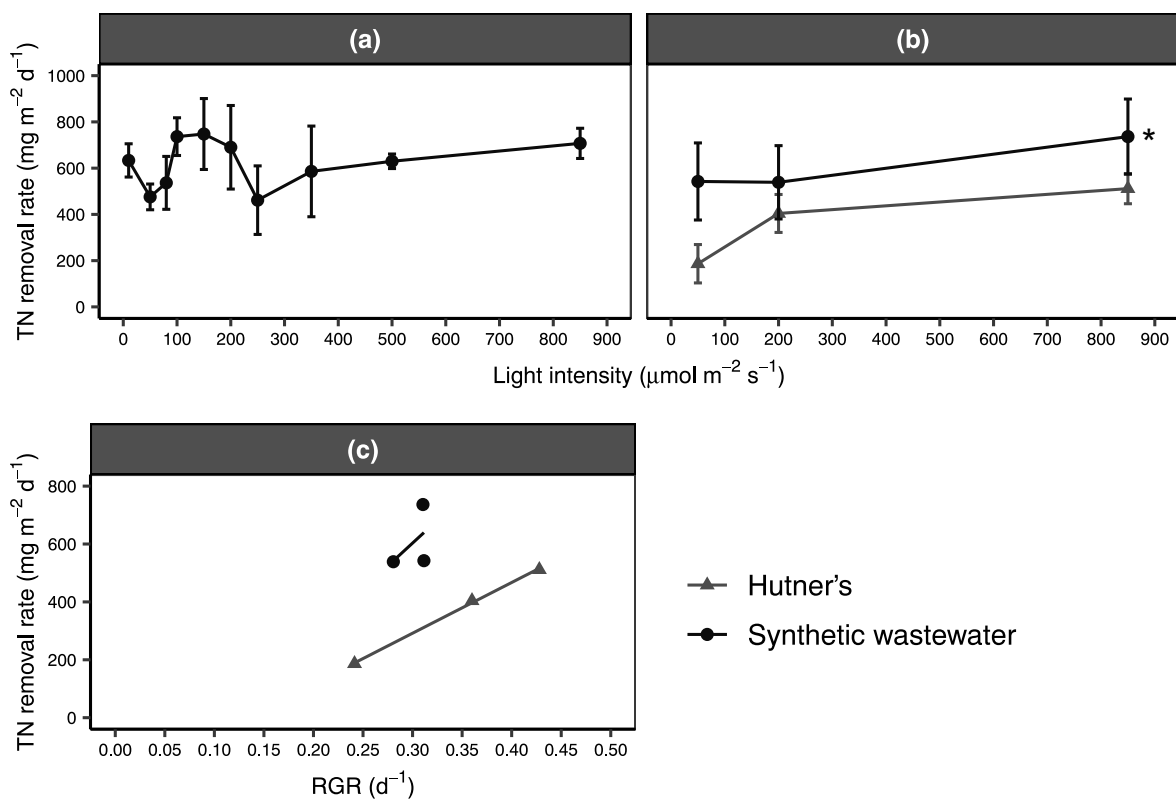 (a) (b)
TN removal rate (mg m⁻² d⁻¹)
1000
800
600
400
200
0
0 100 200 300 400 500 600 700 800 900
0 100 200 300 400 500 600 700 800 900
*
Light intensity (μmol m⁻² s⁻¹)
(c)
TN removal rate (mg m⁻² d⁻¹)
800
600
400
200
0
0.00 0.05 0.10 0.15 0.20 0.25 0.30 0.35 0.40 0.45 0.50
RGR (d⁻¹)
Hutner's
Synthetic wastewater